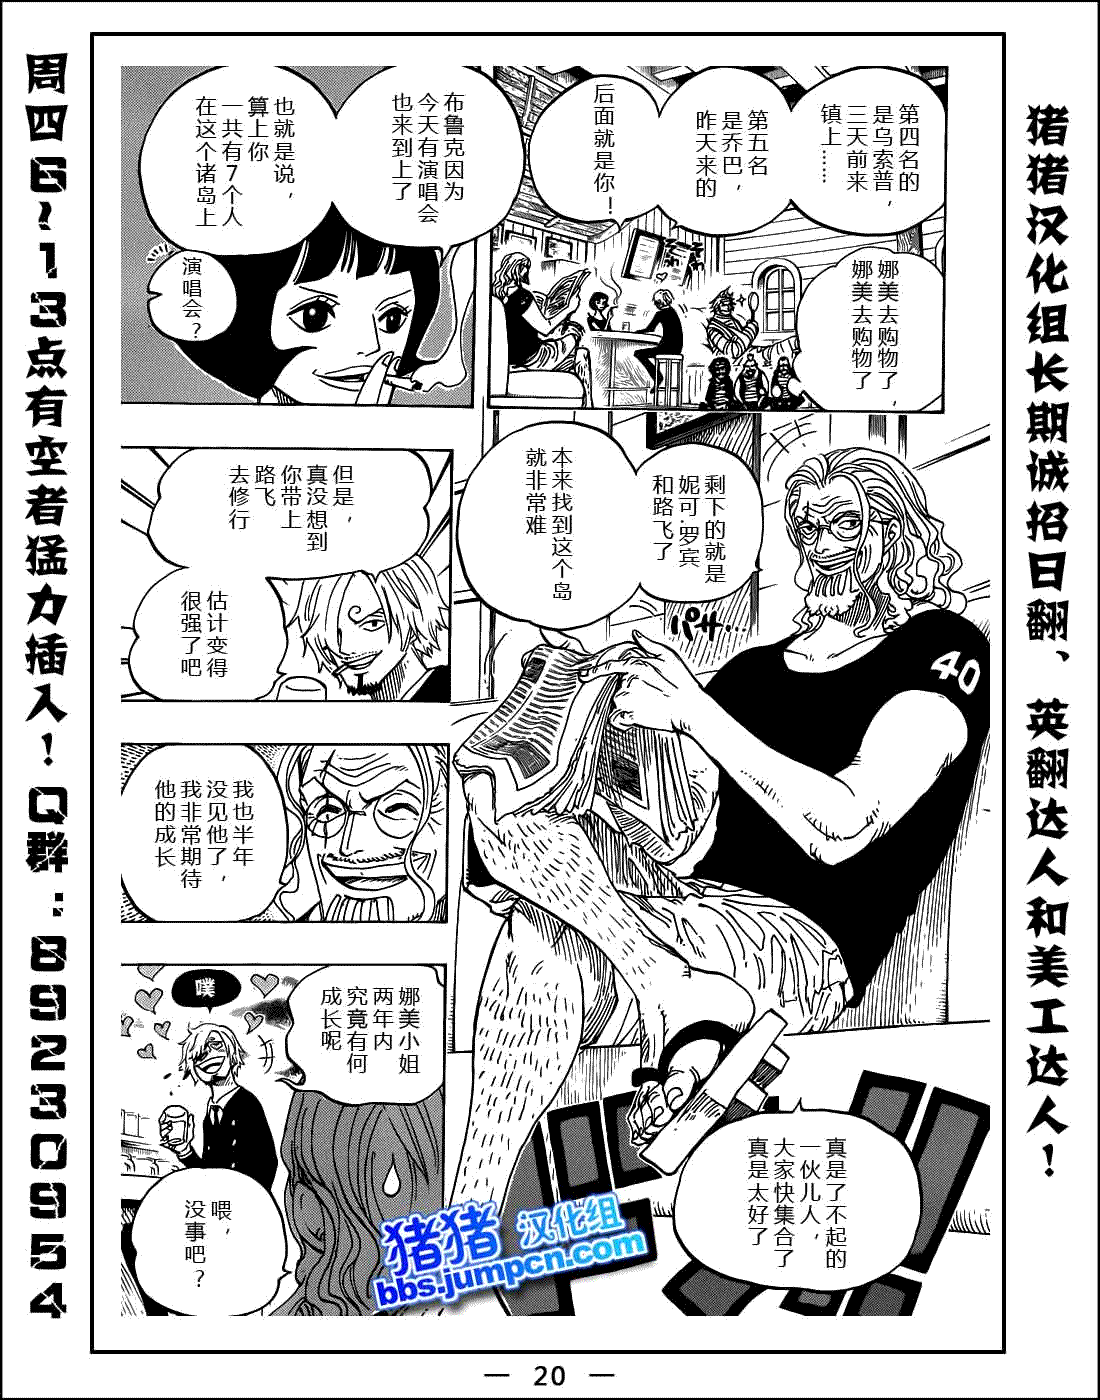 猪猪汉化组长期诚招日翻、英翻达人和美工达人！
第四名的
是乌索普，
三天前来
镇上……
第五名
是乔巴，
昨天来的
后面就是你！
娜美去购物了，
娜美去购物了
布鲁克因为
今天有演唱会
也来到上了
也就是说，
算上你
一共有7个人
在这个诸岛上
演唱会？
剩下的就是
妮可.罗宾
和路飞了
本来找到这个岛
就非常难
パサ…
40
但是，
真没想到
你带上
路飞
去修行
估计变得
很强了吧
我也半年
没见他了，
我非常期待
他的成长
娜美小姐
两年内
究竟有何
成长呢
噗
喂，
没事吧？
真是了不起的
一伙儿人，
大家快集合了
真是太好了
猪猪汉化组
bbs.jumpcn.com
周四6~13点有空者猛力插入！Q群：89230954
— 20 —